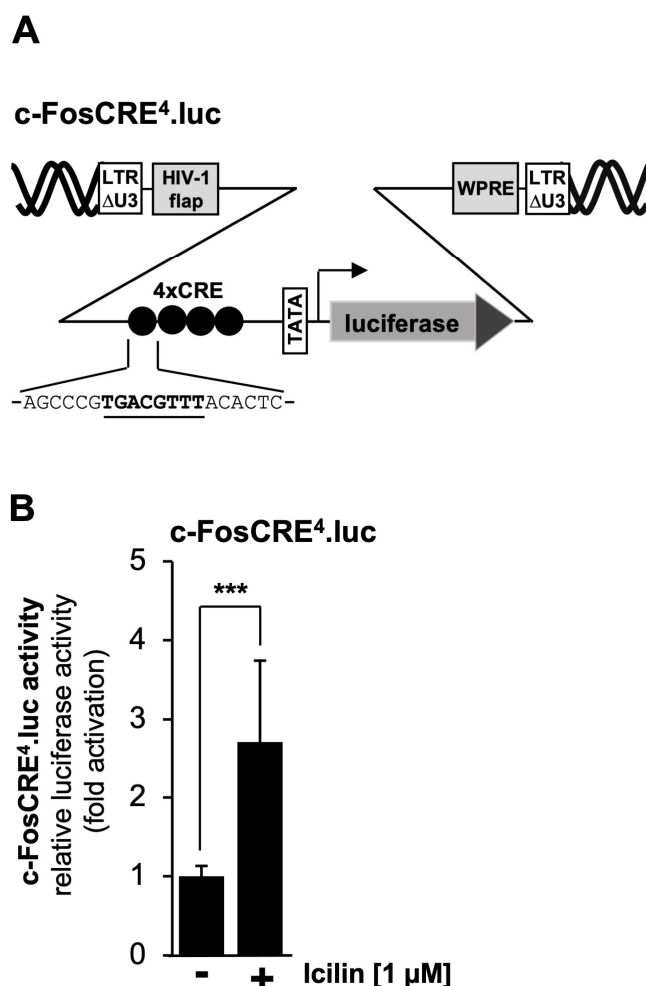 A
c-FosCRE⁴.luc
LTR
ΔU3
HIV-1
flap
WPRE
LTR
ΔU3
4xCRE
TATA
luciferase
-AGCCCGTGACGTTTACACTC-
B
c-FosCRE⁴.luc
c-FosCRE⁴.luc activity
relative luciferase activity
(fold activation)
5
4
3
2
1
0
***
- + Icilin [1 µM]